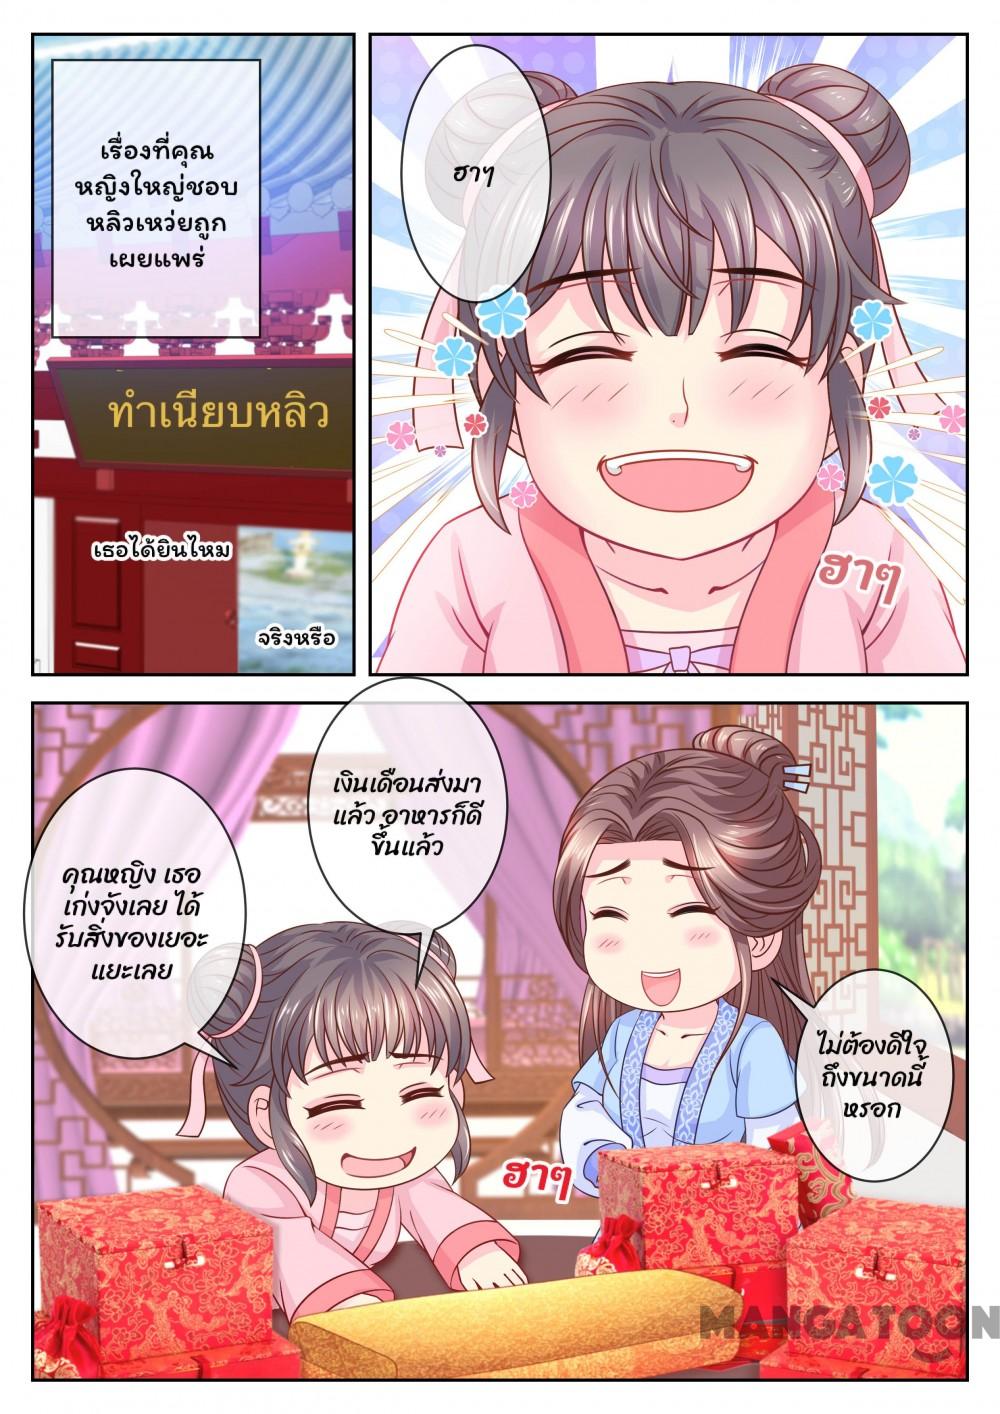 เรื่องที่คุณ
หญิงใหญ่ชอบ
หลิวเหว่ยถูก
เผยแพร่
ทำเนียบหลิว
เธอได้ยินไหม
จริงหรือ
ฮาๆ
ฮาๆ
เงินเดือนส่งมา
แล้ว อาหารก็ดี
ขึ้นแล้ว
คุณหญิง เธอ
เก่งจังเลย ได้
รับสิ่งของเยอะ
แยะเลย
ไม่ต้องดีใจ
ถึงขนาดนี้
หรอก
ฮาๆ
MANGATOON